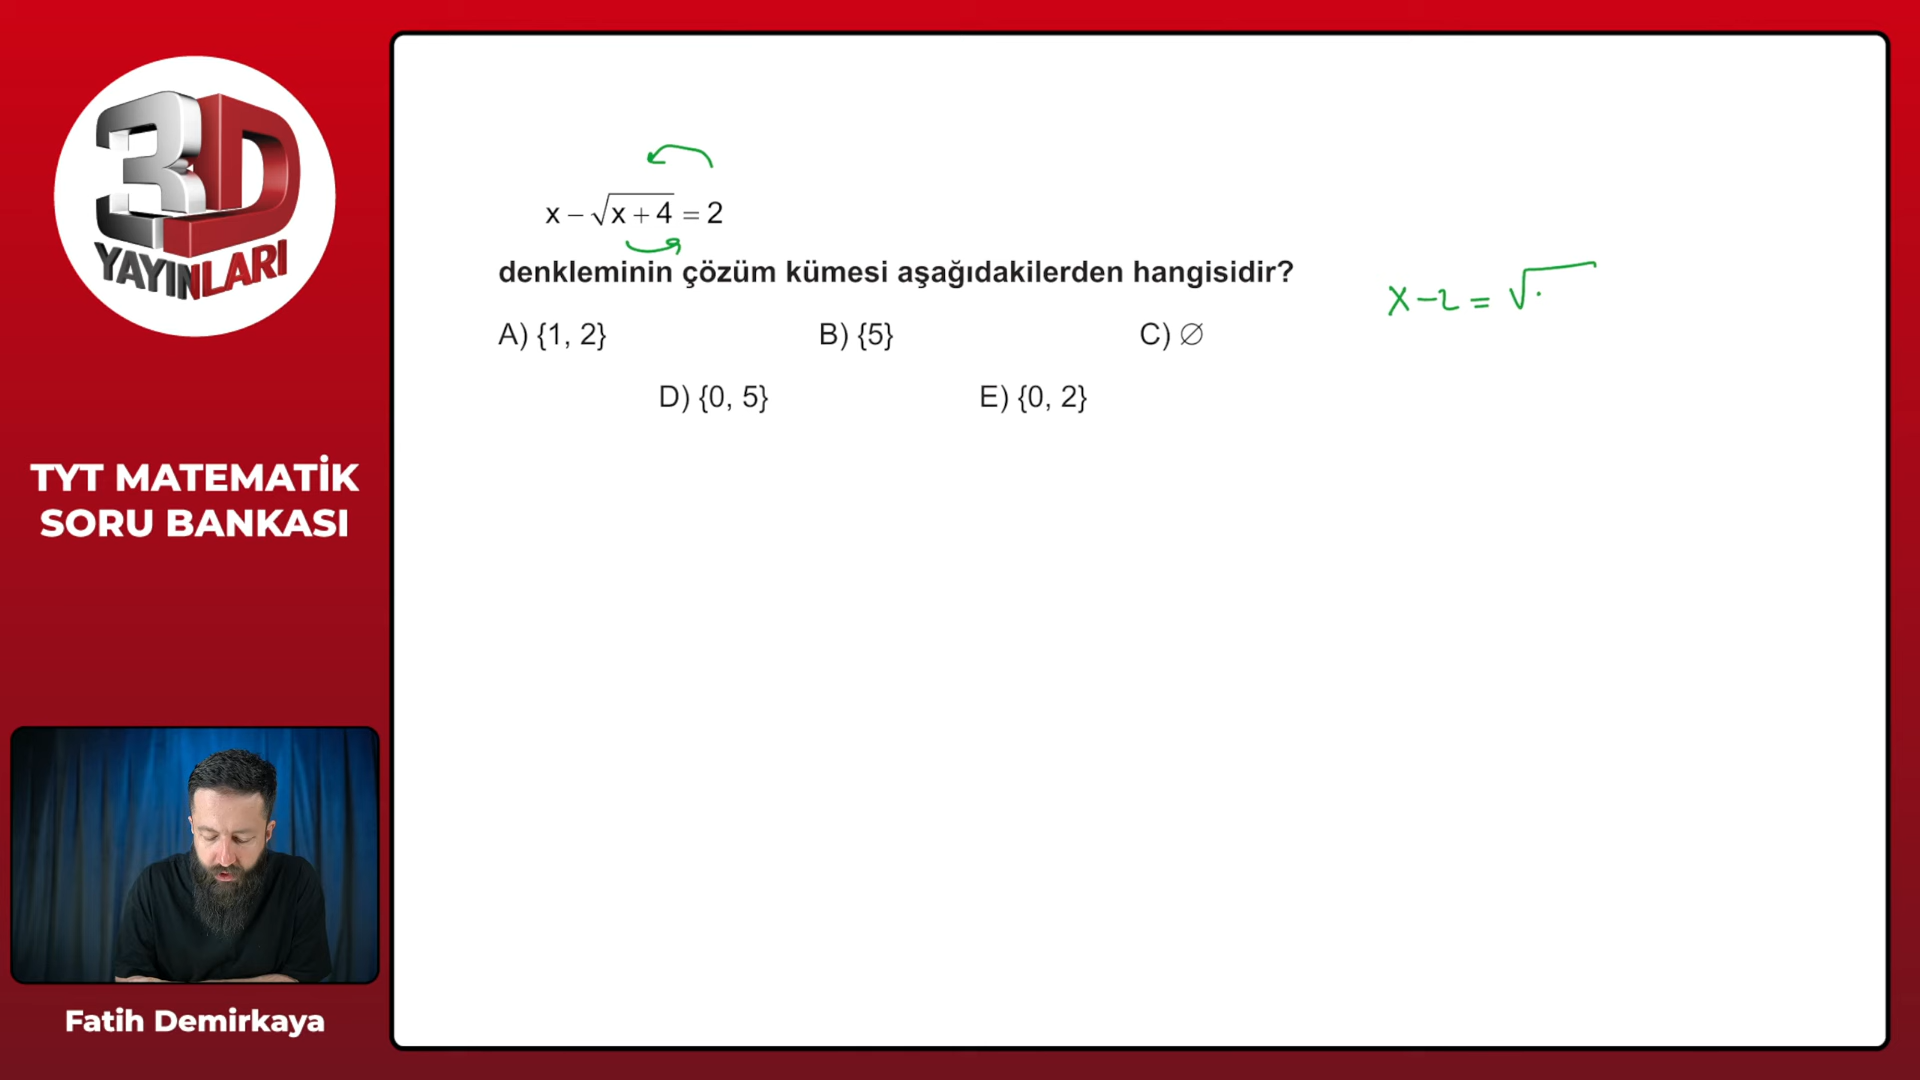 3D
YAYINLARI
TYT MATEMATİK
SORU BANKASI
Fatih Demirkaya
x − √(x + 4) = 2
denkleminin çözüm kümesi aşağıdakilerden hangisidir?
A) {1, 2} B) {5} C) ∅
D) {0, 5} E) {0, 2}
x − 2 = √